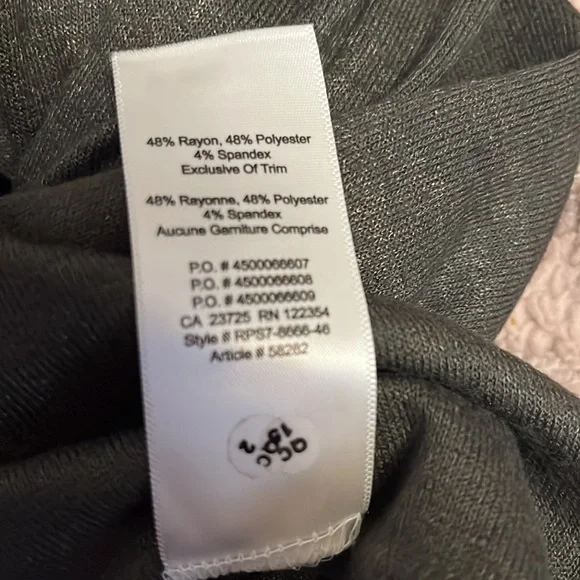 48% Rayon, 48% Polyester
4% Spandex
Exclusive Of Trim
48% Rayonne, 48% Polyester
4% Spandex
Aucune Garniture Comprise
P.O. # 4500066607
P.O. # 4500066608
P.O. # 4500066609
CA 23725 RN 122354
Style # RPS7-8666-46
Article # 58282